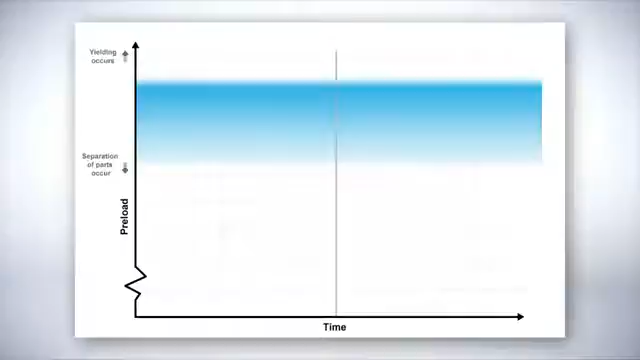 Yielding
occurs
Separation
of parts
occur
Preload
Time